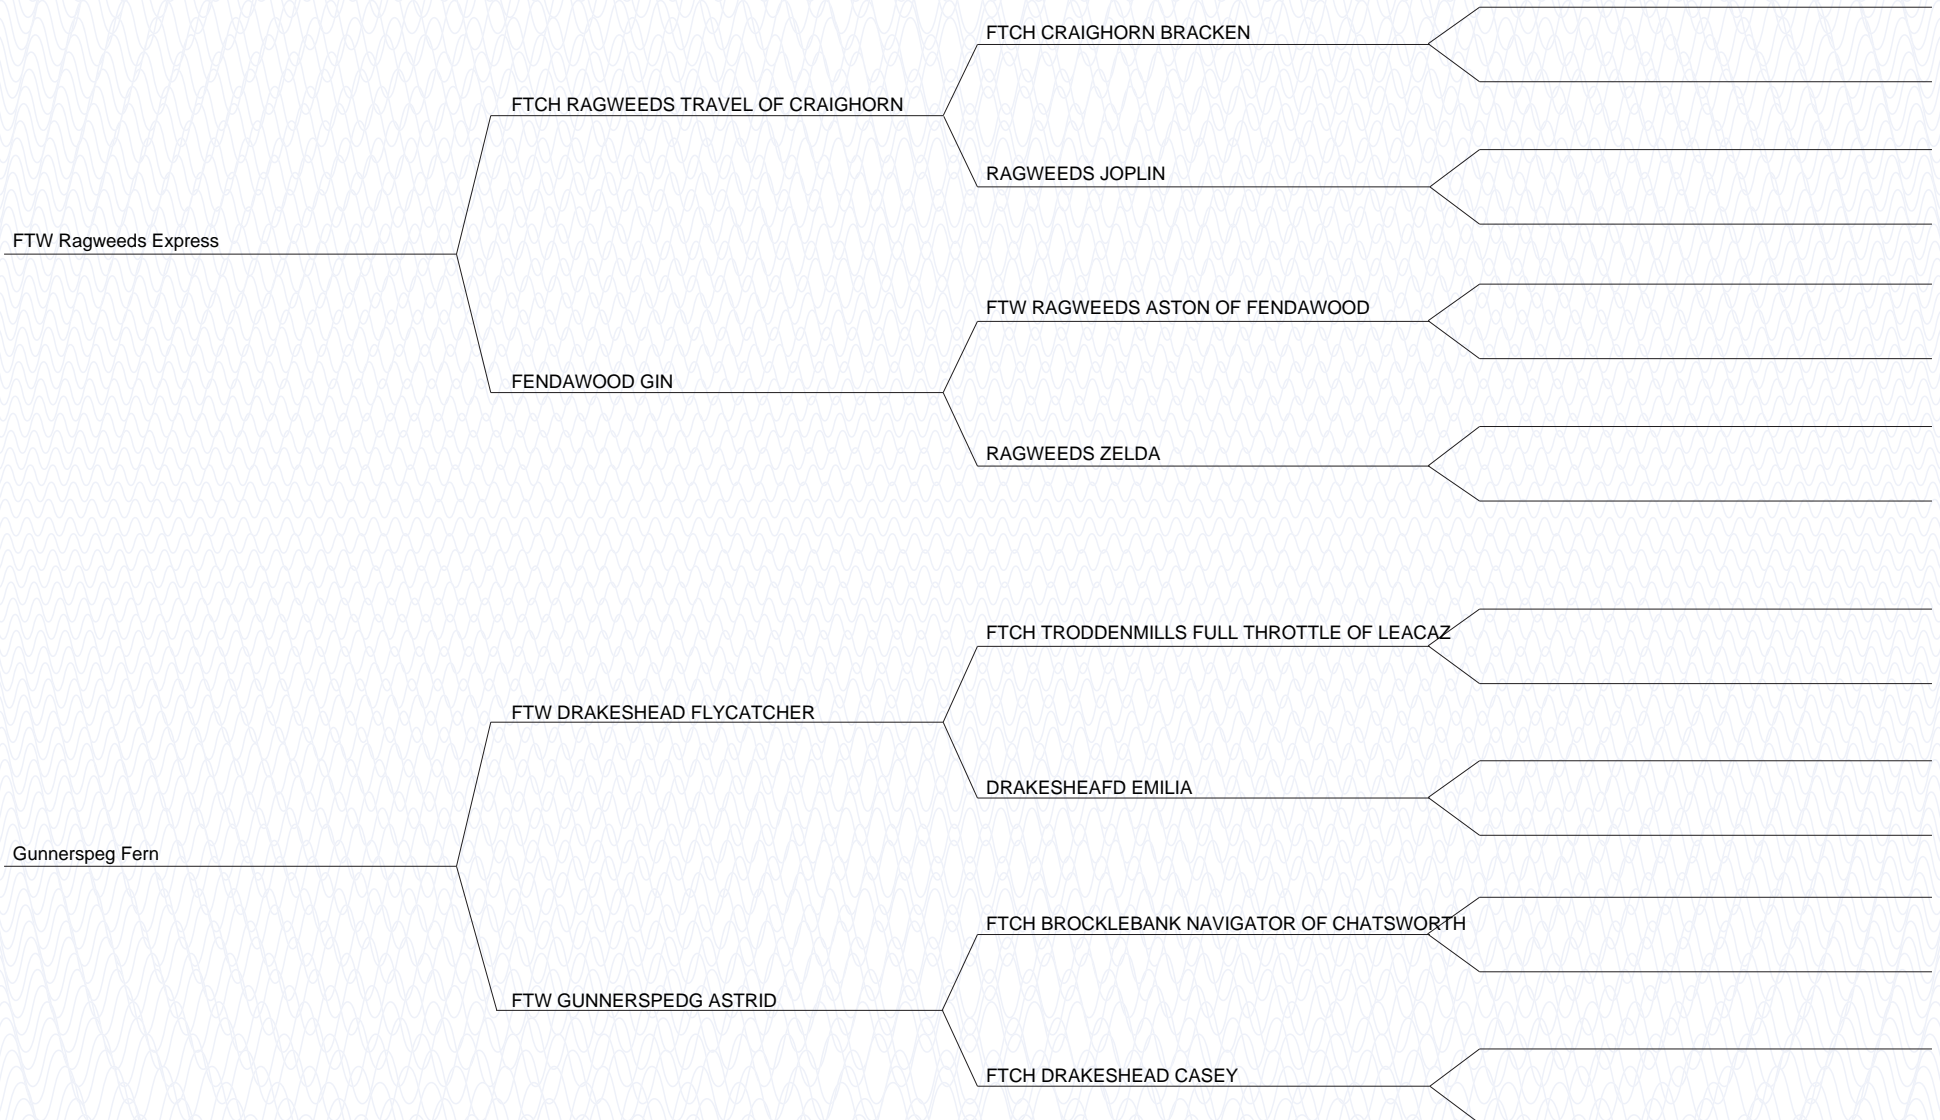 FTCH CRAIGHORN BRACKEN
FTCH RAGWEEDS TRAVEL OF CRAIGHORN
RAGWEEDS JOPLIN
FTW Ragweeds Express
FTW RAGWEEDS ASTON OF FENDAWOOD
FENDAWOOD GIN
RAGWEEDS ZELDA
FTCH TRODDENMILLS FULL THROTTLE OF LEACAZ
FTW DRAKESHEAD FLYCATCHER
DRAKESHEAFD EMILIA
Gunnerspeg Fern
FTCH BROCKLEBANK NAVIGATOR OF CHATSWORTH
FTW GUNNERSPEDG ASTRID
FTCH DRAKESHEAD CASEY